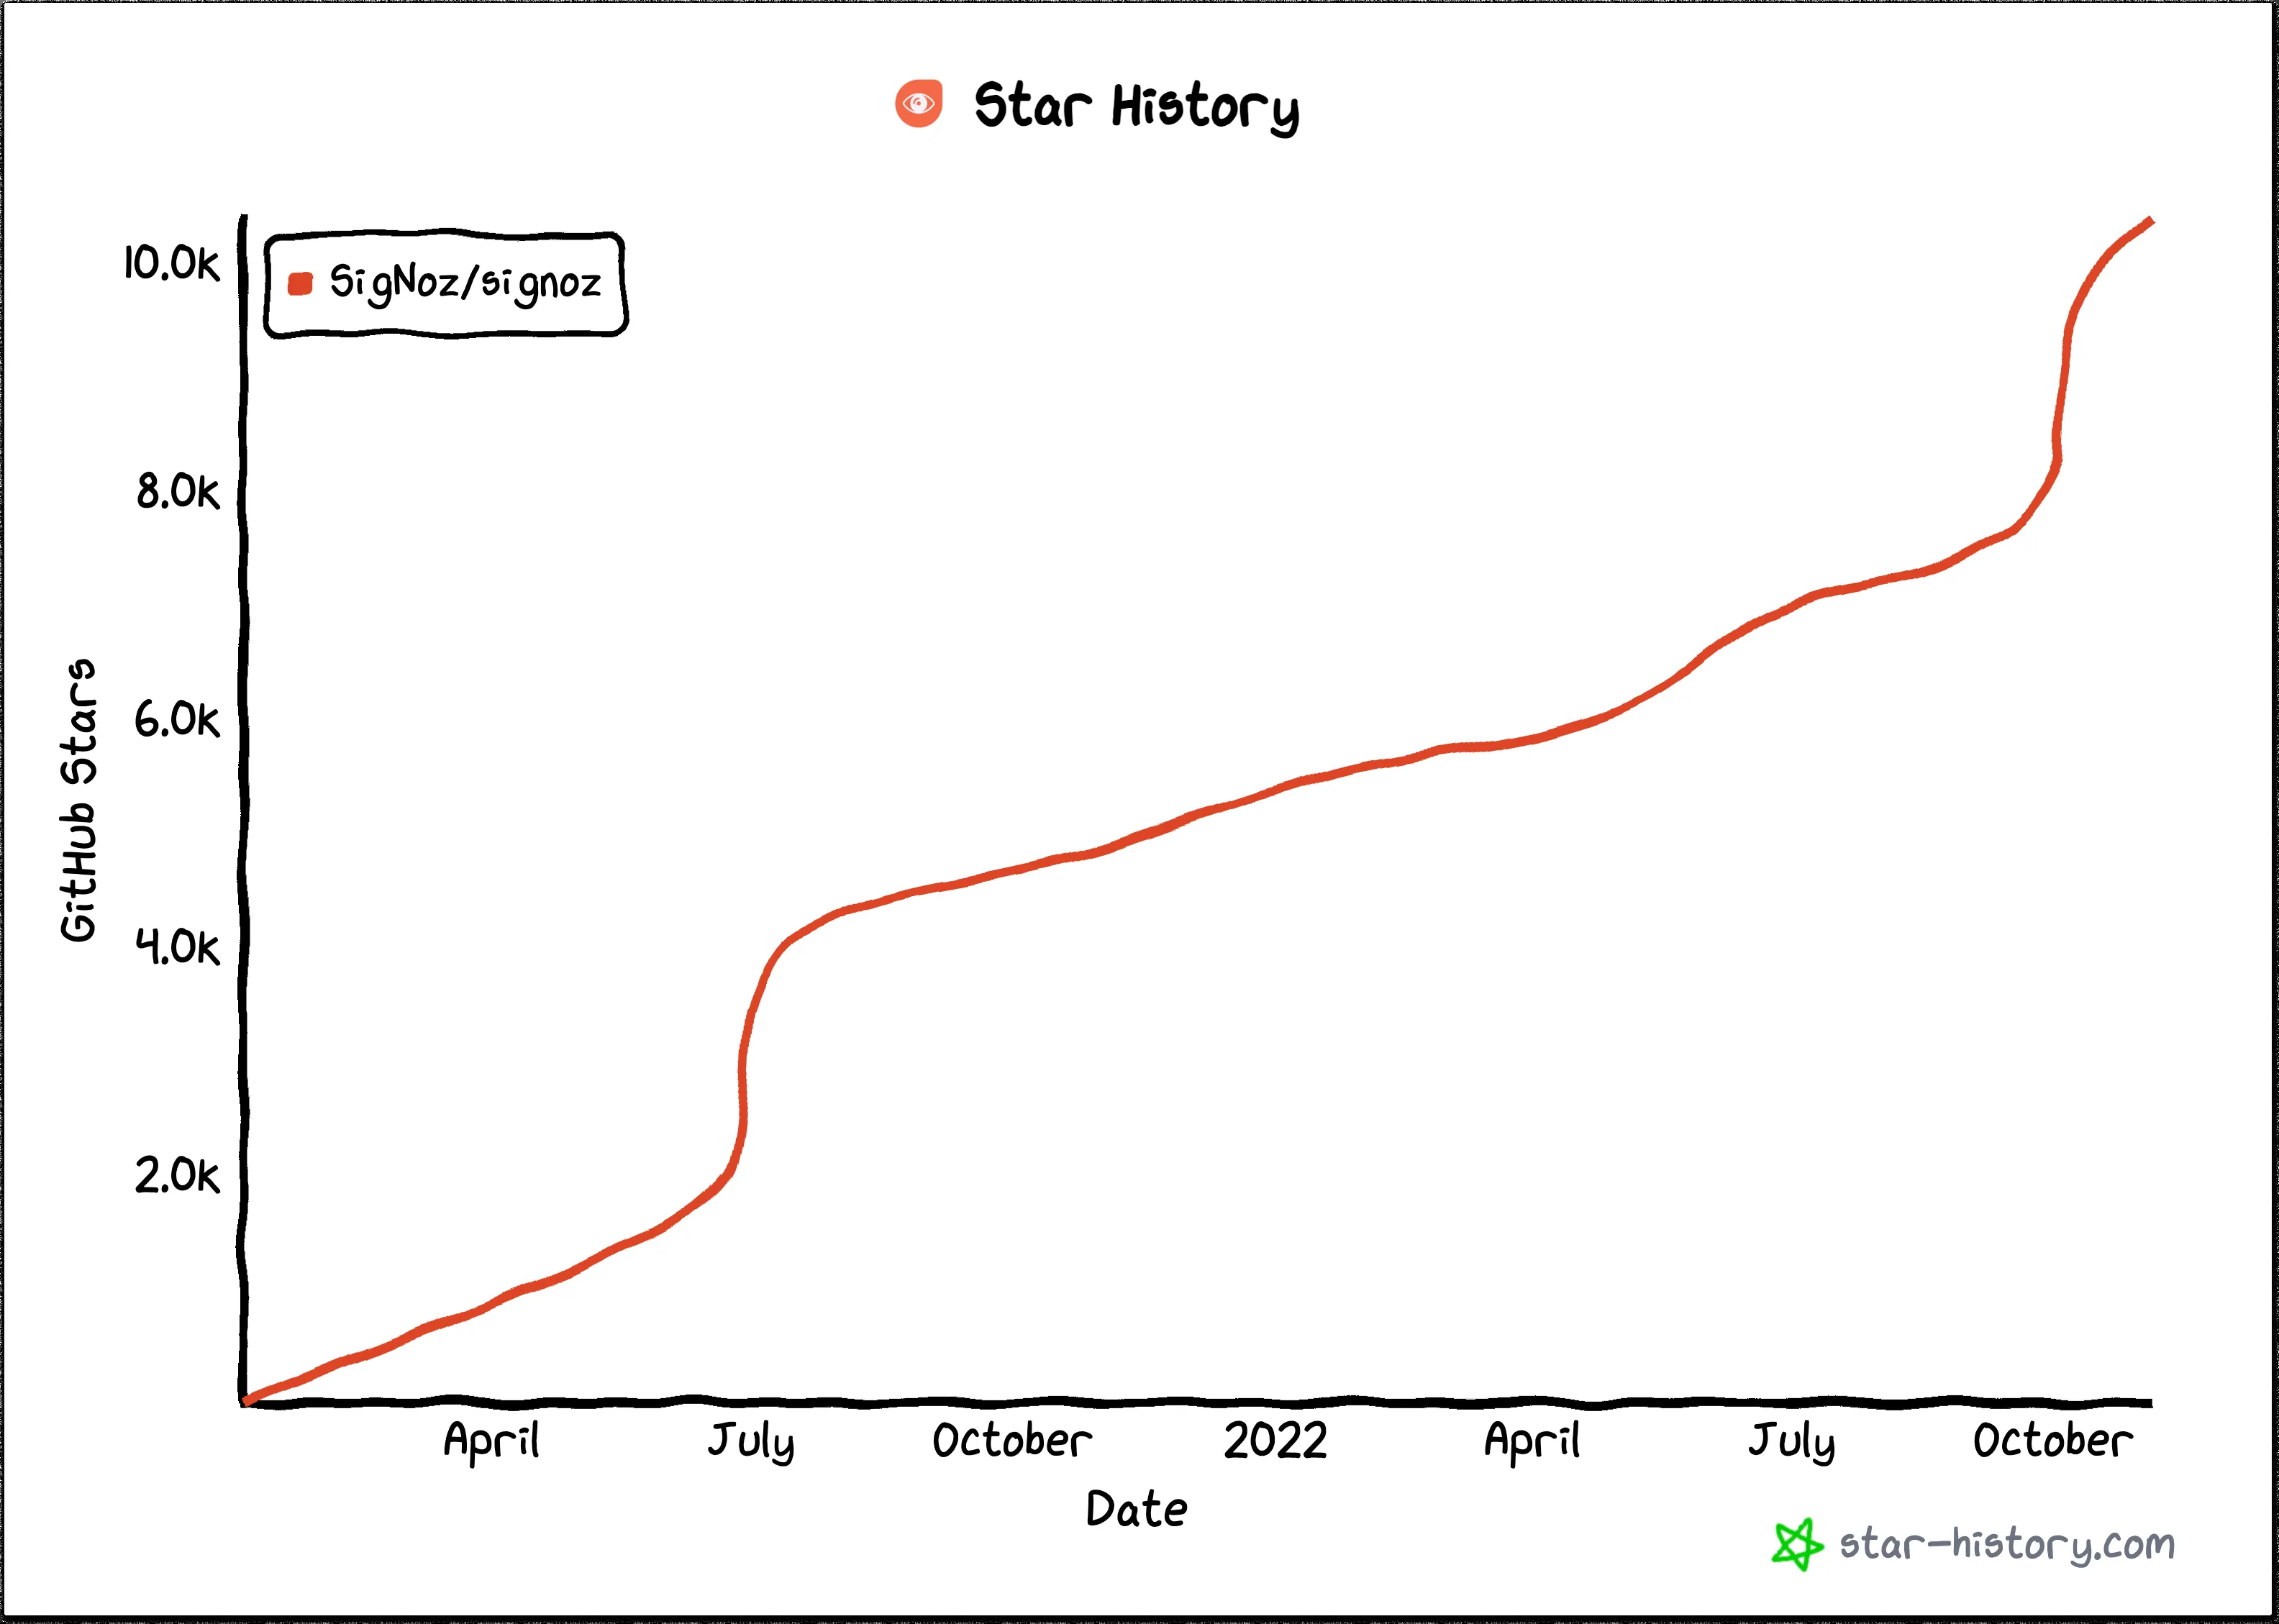 Star History
SigNoz/signoz
10.0K
8.0K
6.0K
4.0K
2.0K
GitHub Stars
April July October 2022 April July October
Date
star-history.com